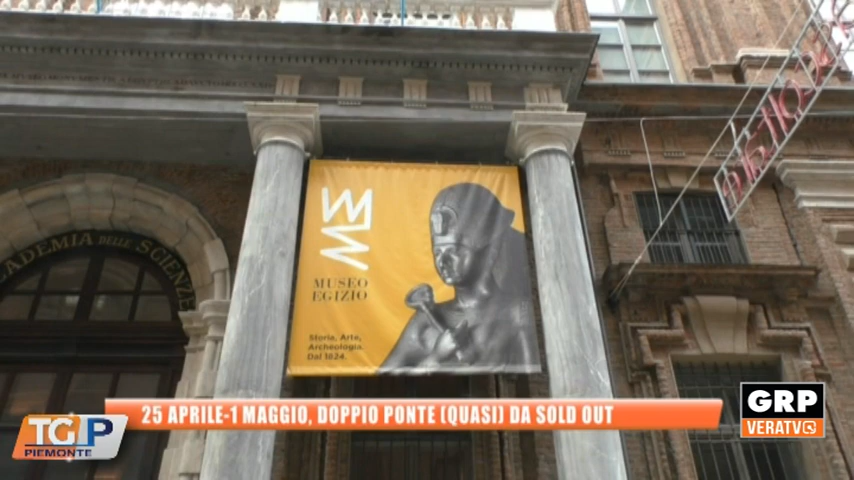 ACADEMIA DELLE SCIENZE
MUSEO
EGIZIO
Storia, Arte,
Archeologia.
Dal 1824.
25 APRILE-1 MAGGIO, DOPPIO PONTE (QUASI) DA SOLD OUT
TGP
PIEMONTE
GRP
VERATV